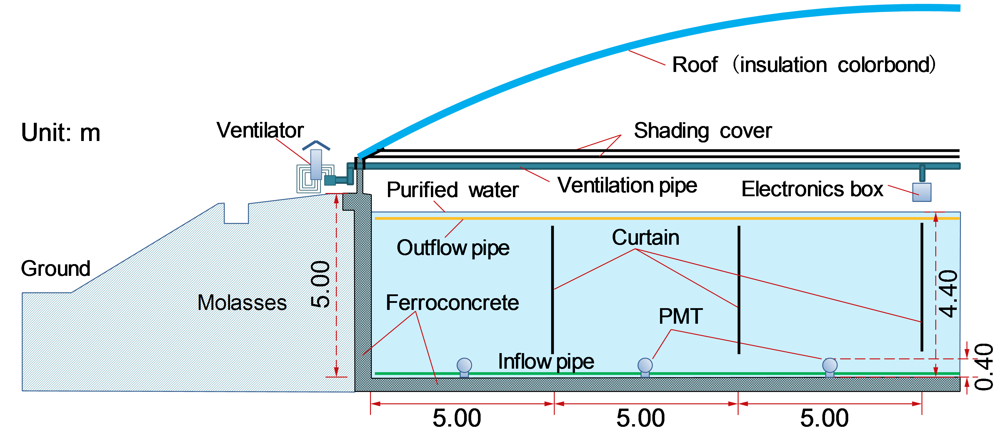 Roof (insulation colorbond)
Unit: m
Ventilator
Shading cover
Purified water
Ventilation pipe
Electronics box
Outflow pipe
Curtain
Ground
5.00
Molasses
Ferroconcrete
PMT
4.40
Inflow pipe
0.40
5.00
5.00
5.00